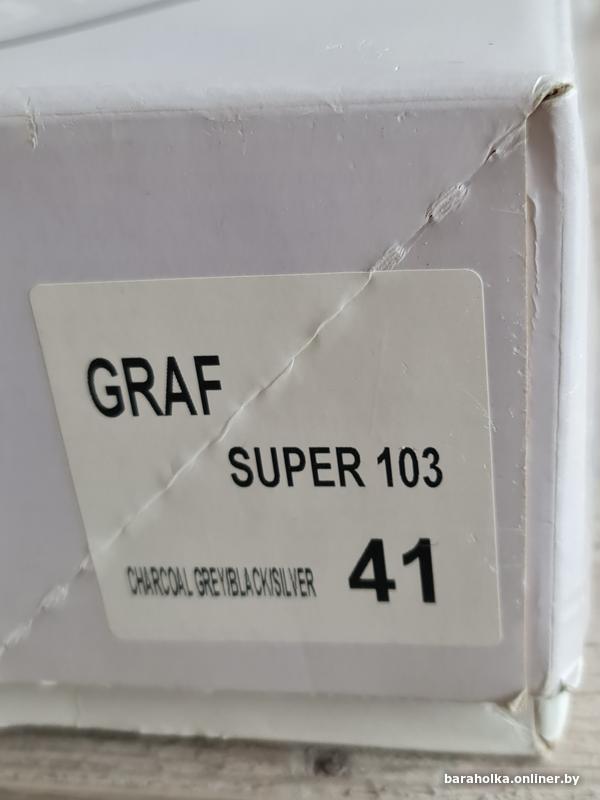 GRAF
SUPER 103
CHARCOAL GREY/BLACK/SILVER 41
baraholka.onliner.by